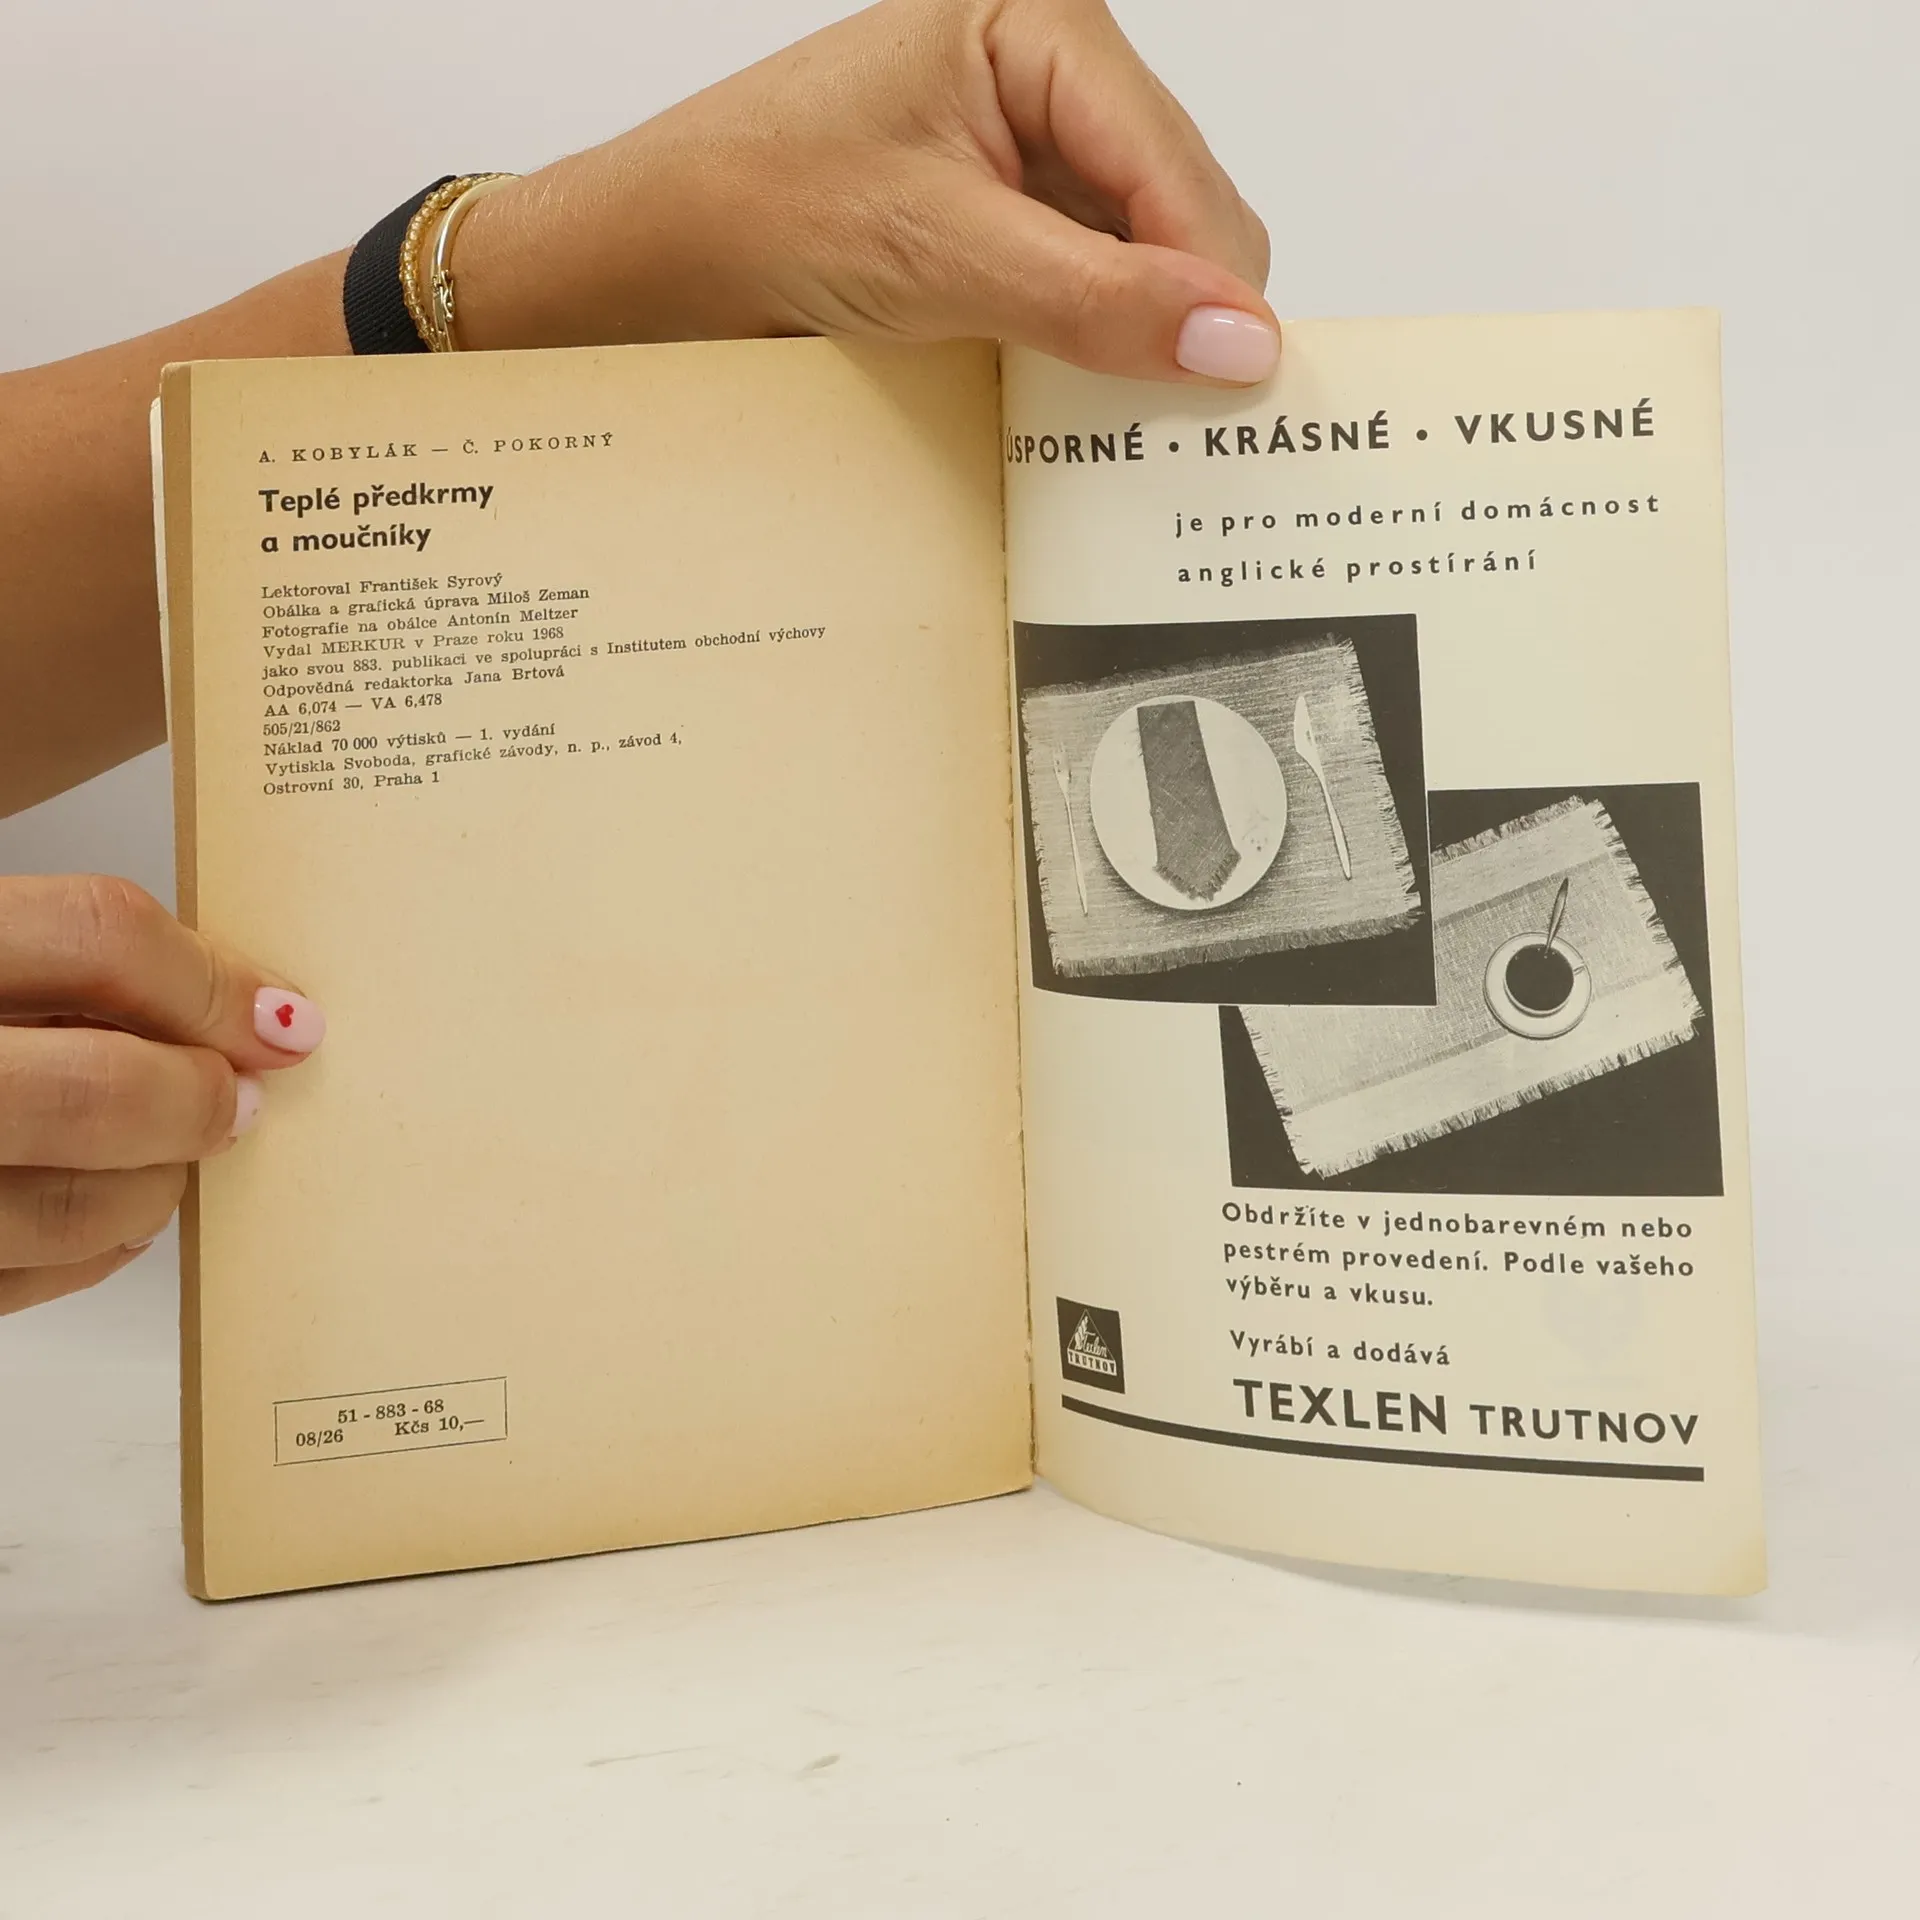 A. KOBYLÁK — Č. POKORNÝ
Teplé předkrmy
a moučníky
Lektoroval František Syrový
Obálka a grafická úprava Miloš Zeman
Fotografie na obálce Antonín Meltzer
Vydal MERKUR v Praze roku 1968
jako svou 883. publikaci ve spolupráci s Institutem obchodní výchovy
Odpovědná redaktorka Jana Brtová
AA 6,074 — VA 6,478
505/21/862
Náklad 70 000 výtisků — 1. vydání
Vytiskla Svoboda, grafické závody, n. p., závod 4,
Ostrovní 30, Praha 1
51 - 883 - 68
08/26 Kčs 10,—
ÚSPORNÉ • KRÁSNÉ • VKUSNÉ
je pro moderní domácnost
anglické prostírání
Obdržíte v jednobarevném nebo
pestrém provedení. Podle vašeho
výběru a vkusu.
Vyrábí a dodává
Texlen
TRUTNOV
TEXLEN TRUTNOV